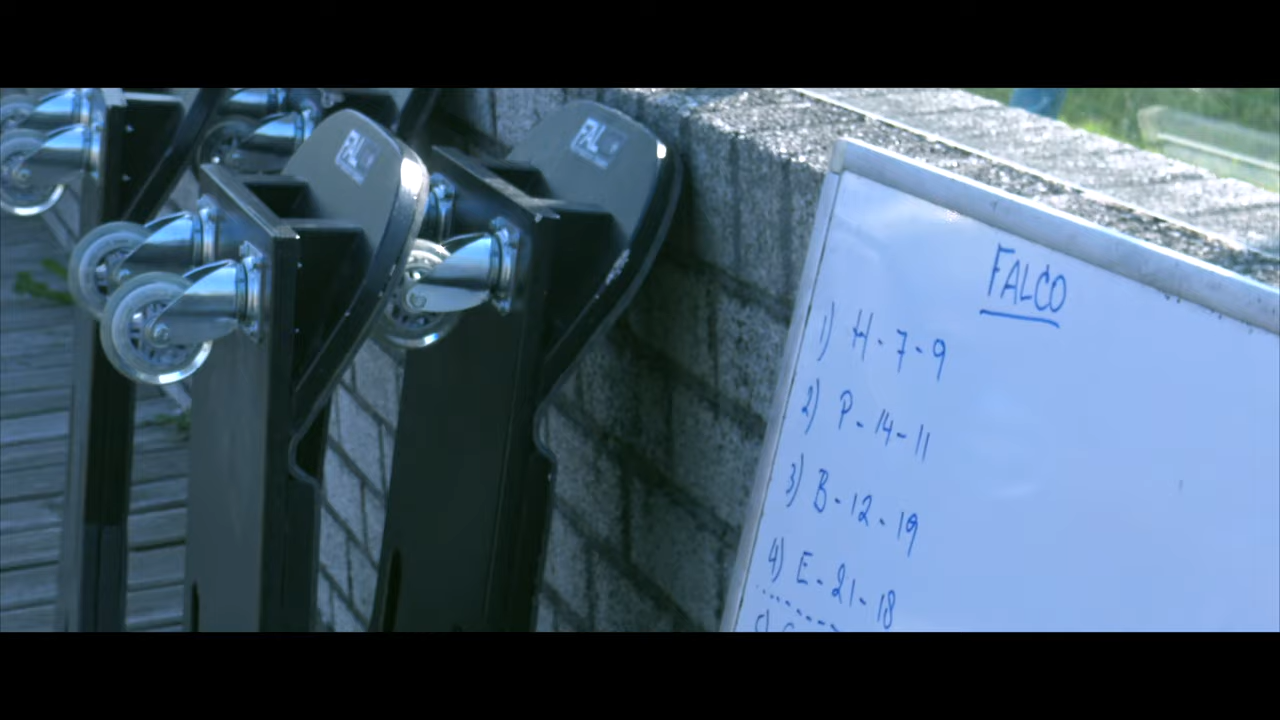 FALCO
1) H - 7 - 9
2) P - 14 - 11
3) B - 12 - 19
4) E - 21 - 18